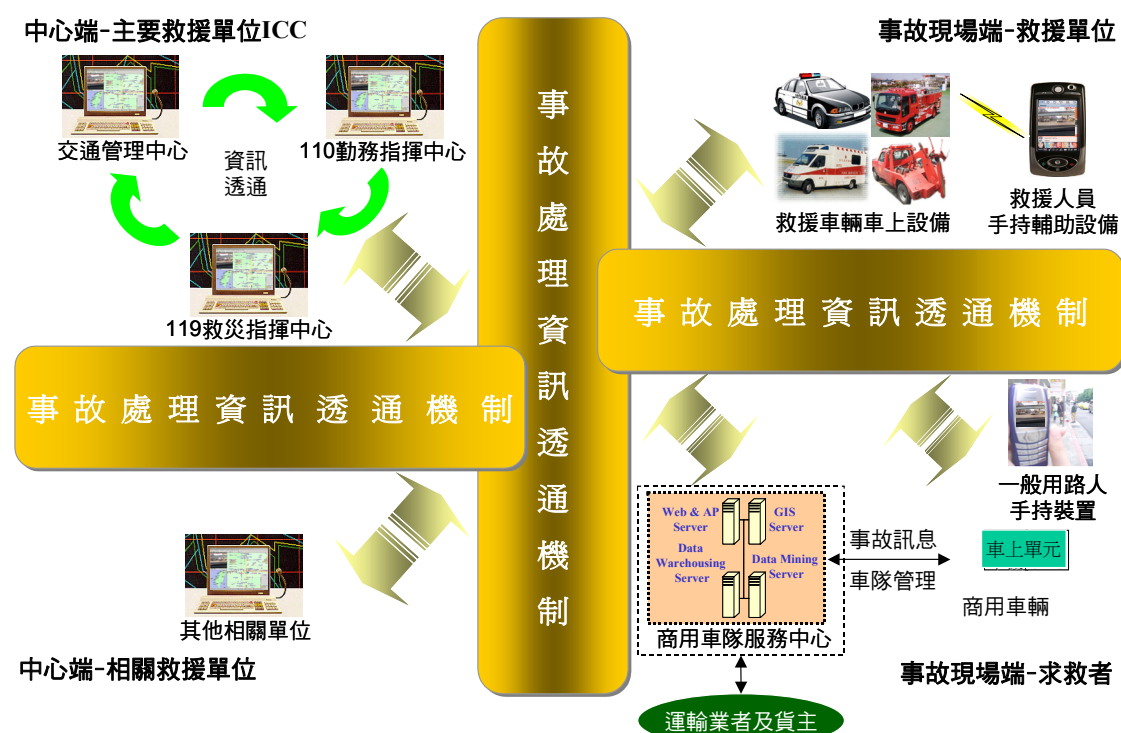 中心端-主要救援單位ICC
交通管理中心
110勤務指揮中心
資訊
透通
119救災指揮中心
事故處理資訊透通機制
事故處理資訊透通機制
事故現場端-救援單位
救援車輛車上設備
救援人員
手持輔助設備
事故處理資訊透通機制
一般用路人
手持裝置
Web & AP
Server
GIS
Server
Data
Warehousing
Server
Data Mining
Server
商用車隊服務中心
事故訊息
車隊管理
車上單元
商用車輛
運輸業者及貨主
其他相關單位
中心端-相關救援單位
事故現場端-求救者